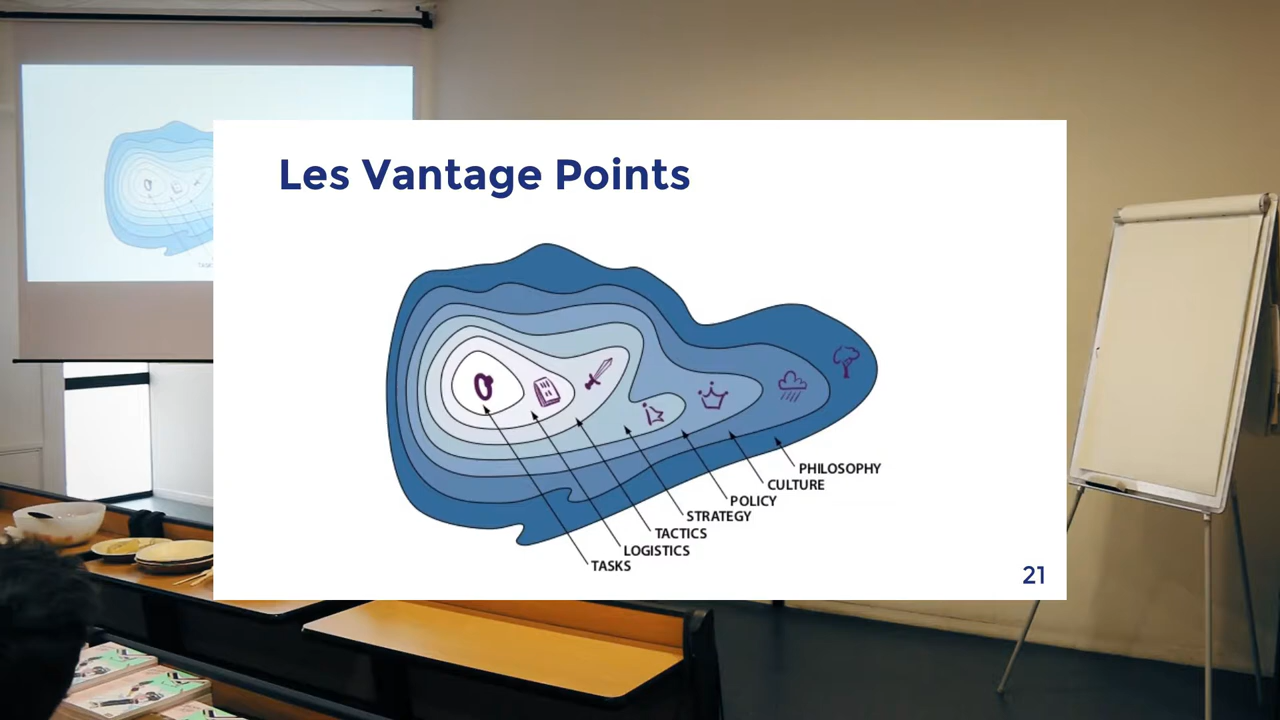 Les Vantage Points
PHILOSOPHY
CULTURE
POLICY
STRATEGY
TACTICS
LOGISTICS
TASKS
21